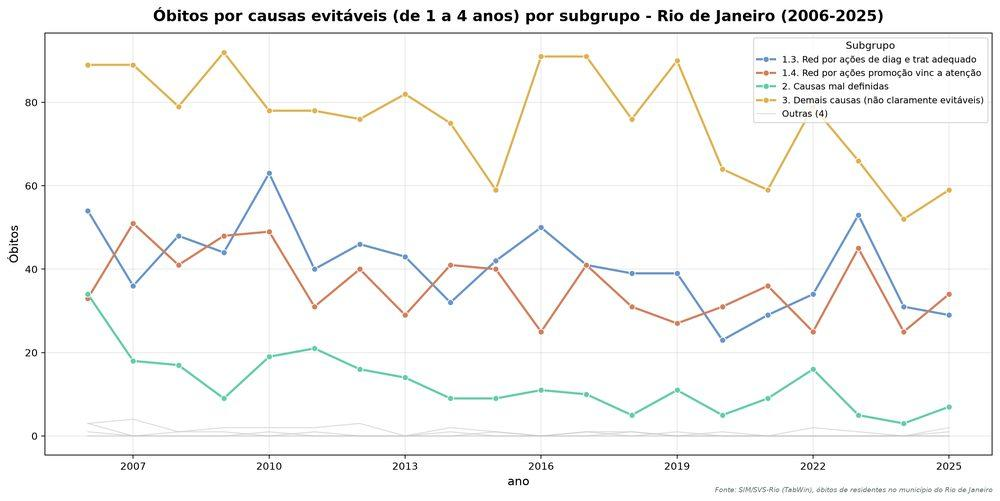 Óbitos por causas evitáveis (de 1 a 4 anos) por subgrupo - Rio de Janeiro (2006-2025)
Subgrupo
1.3. Red por ações de diag e trat adequado
1.4. Red por ações promoção vinc a atenção
2. Causas mal definidas
3. Demais causas (não claramente evitáveis)
Outras (4)
Óbitos
80
60
40
20
0
2007 2010 2013 2016 2019 2022 2025
ano
Fonte: SIM/SVS-Rio (TabWin), óbitos de residentes no município do Rio de Janeiro